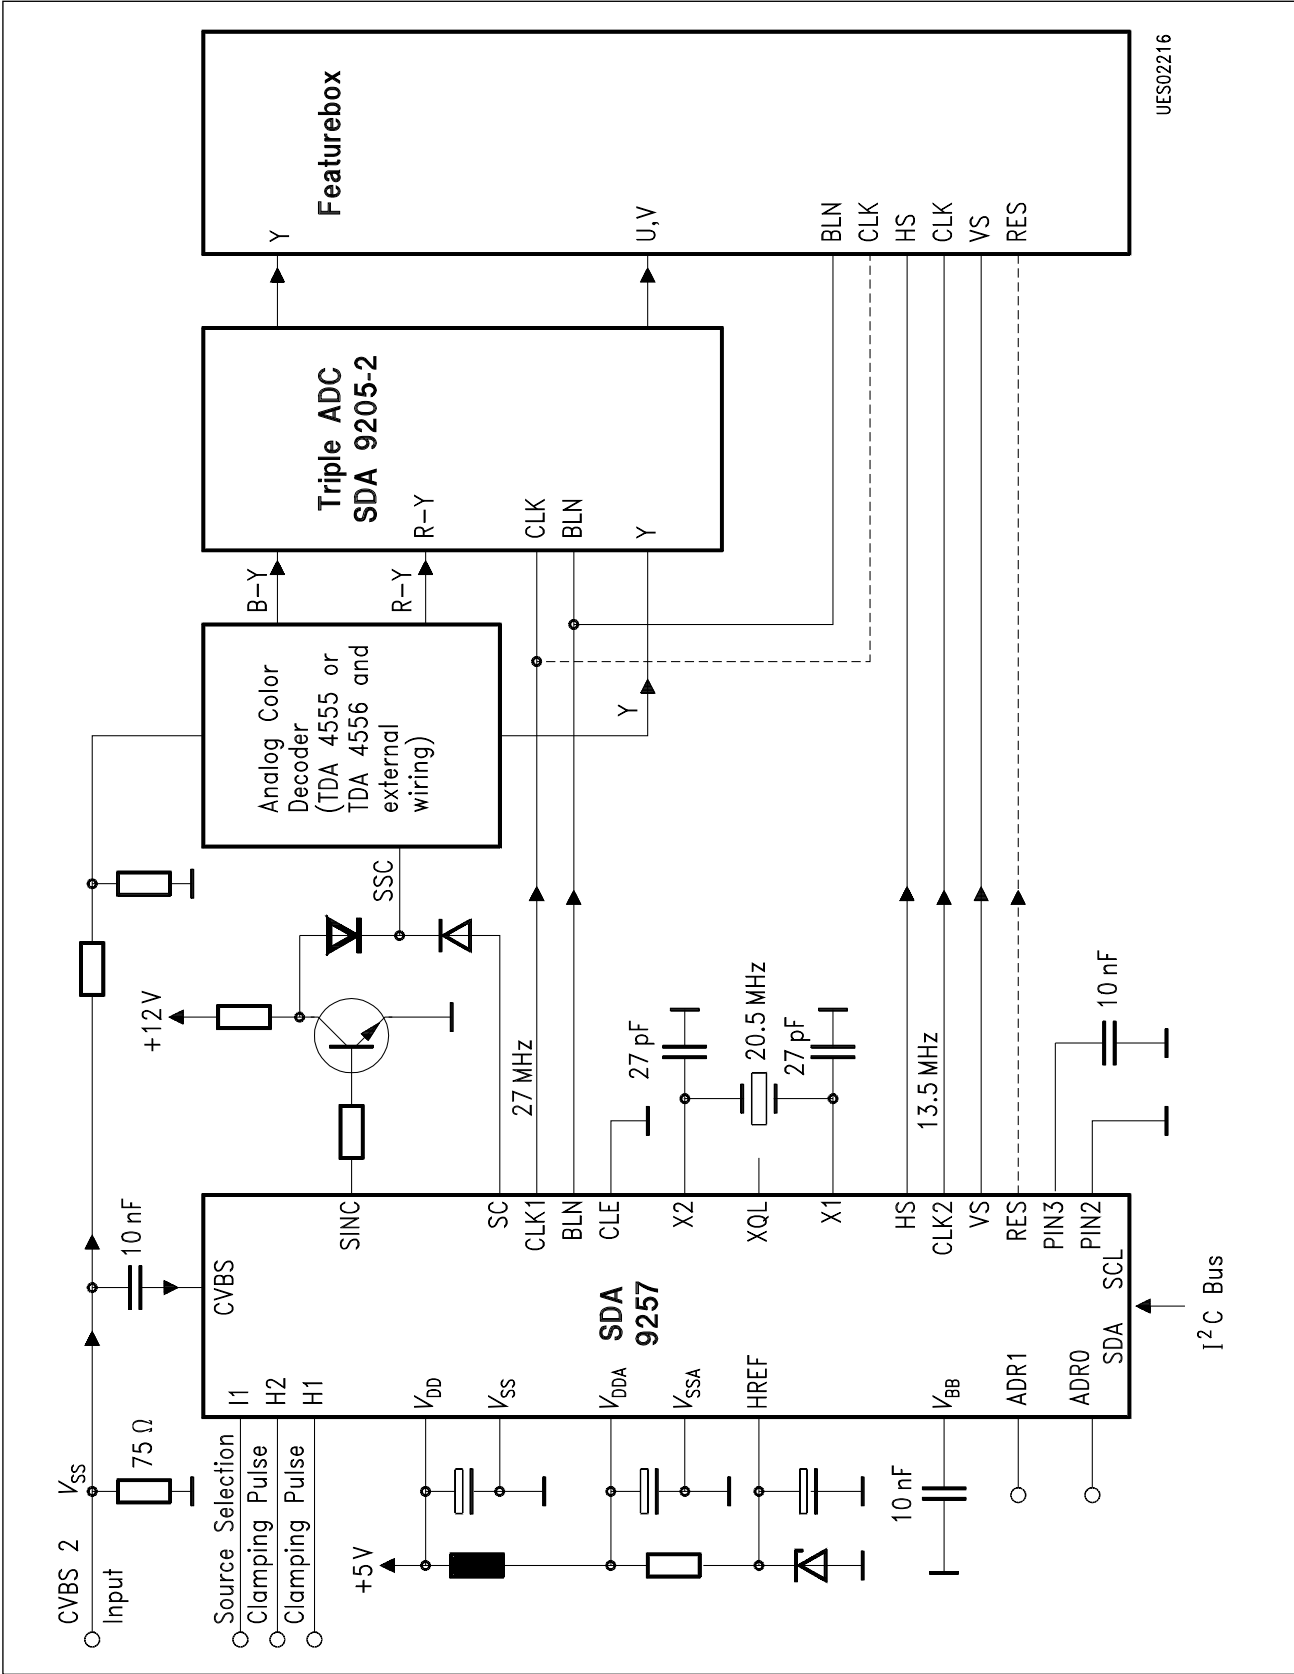 CVBS 2
Input
VSS
75 Ω
10 nF
Source Selection
Clamping Pulse
Clamping Pulse
I1
H2
H1
CVBS
SINC
+12V
SSC
Analog Color
Decoder
(TDA 4555 or
TDA 4556 and
external
wiring)
B-Y
R-Y
Y
Triple ADC
SDA 9205-2
R-Y
CLK
BLN
Y
Featurebox
Y
U,V
BLN
CLK
HS
CLK
VS
RES
+5V
VDD
VSS
VDDA
VSSA
HREF
10 nF
VBB
ADR1
ADR0
SDA
9257
SDA SCL
I²C Bus
SC
CLK1
BLN
CLE
X2
XQL
X1
HS
CLK2
VS
RES
PIN3
PIN2
27 MHz
27 pF
20.5 MHz
27 pF
13.5 MHz
10 nF
UES02216